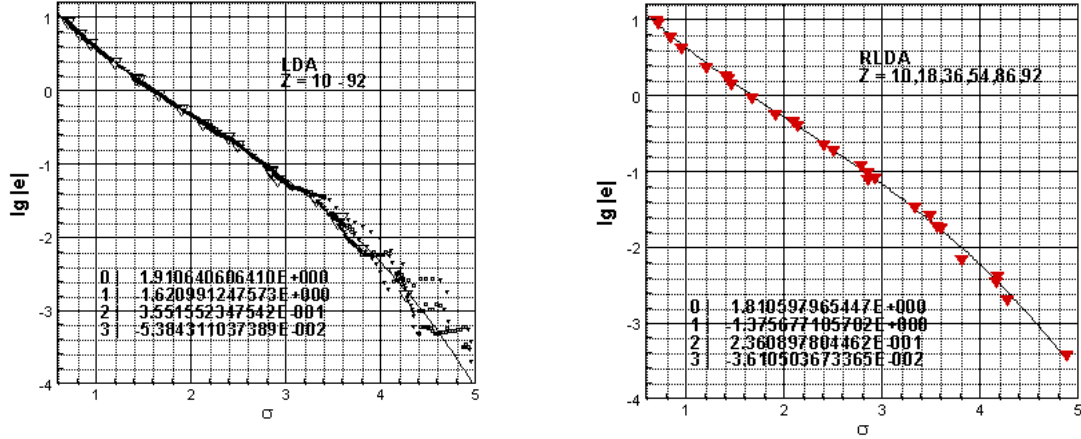 1
0
-1
-2
-3
-4
lg |e|
LDA
Z = 10 - 92
0 | 1.910640606410E +000
1 | 1.620991247573E +000
2 | 3.551552347542E -001
3 | -5.384311037389E -002
1 2 3 4 5
σ
1
0
-1
-2
-3
-4
lg |e|
RLDA
Z = 10,18,36,54,86,92
0 | 1.810597965447E +000
1 | -1.375677105702E +000
2 | 2.360897804462E -001
3 | -3.610503673365E -002
1 2 3 4 5
σ